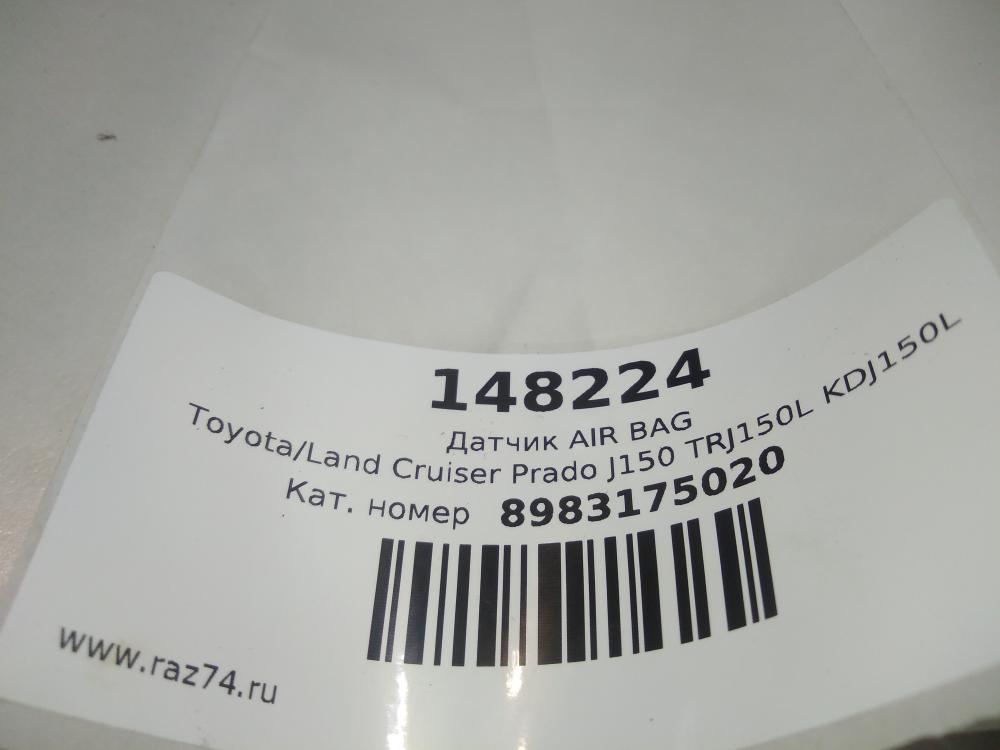 148224
Датчик AIR BAG
Toyota/Land Cruiser Prado J150 TRJ150L KDJ150L
Кат. номер 8983175020
www.raz74.ru